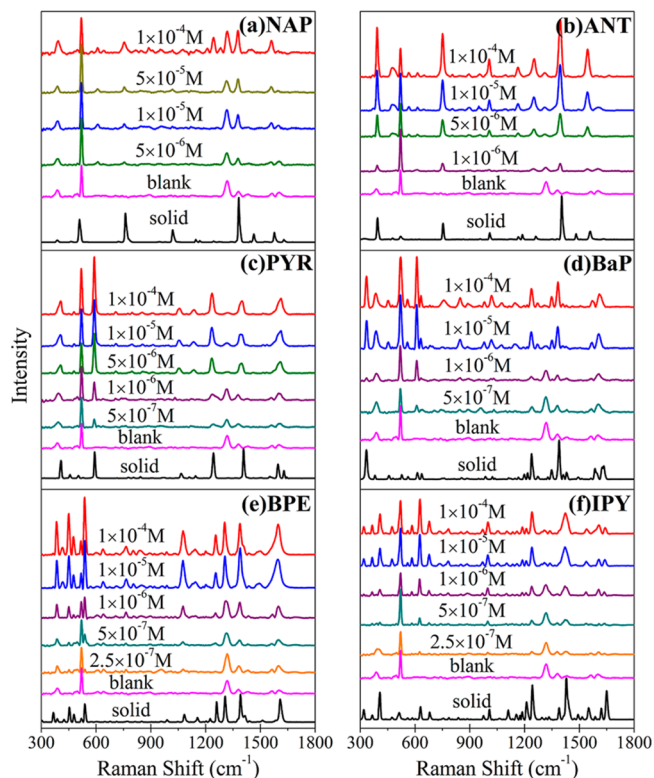 (a)NAP
1×10⁻⁴M
5×10⁻⁵M
1×10⁻⁵M
5×10⁻⁶M
blank
solid
(b)ANT
1×10⁻⁴M
1×10⁻⁵M
5×10⁻⁶M
1×10⁻⁶M
blank
solid
(c)PYR
1×10⁻⁴M
1×10⁻⁵M
5×10⁻⁶M
1×10⁻⁶M
5×10⁻⁷M
blank
solid
(d)BaP
1×10⁻⁴M
1×10⁻⁵M
1×10⁻⁶M
5×10⁻⁷M
blank
solid
(e)BPE
1×10⁻⁴M
1×10⁻⁵M
1×10⁻⁶M
5×10⁻⁷M
2.5×10⁻⁷M
blank
solid
(f)IPY
1×10⁻⁴M
1×10⁻⁵M
1×10⁻⁶M
5×10⁻⁷M
2.5×10⁻⁷M
blank
solid
Intensity
300 600 900 1200 1500 1800
300 600 900 1200 1500 1800
Raman Shift (cm⁻¹)
Raman Shift (cm⁻¹)